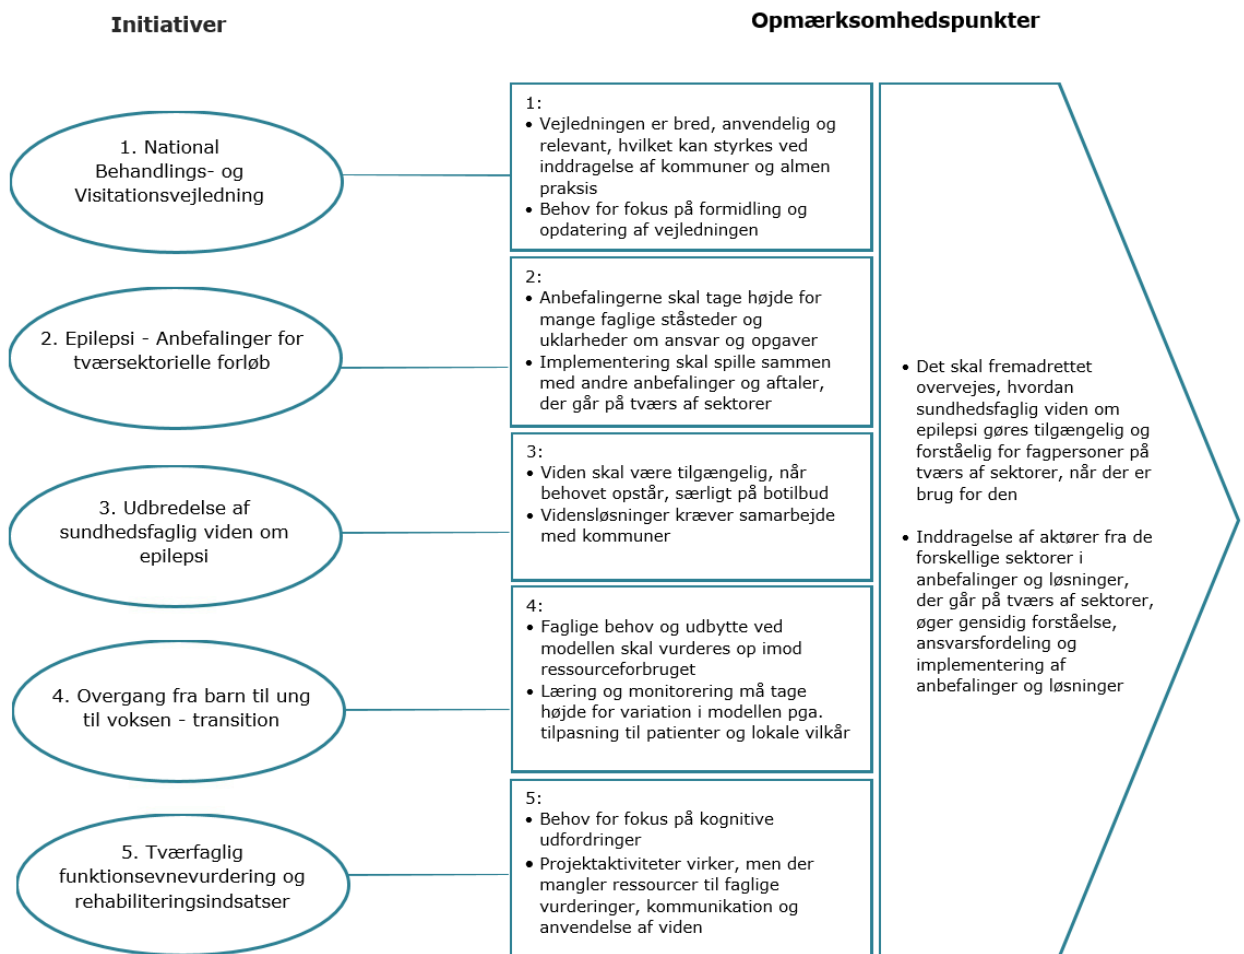 Initiativer
Opmærksomhedspunkter
1. National
Behandlings- og
Visitationsvejledning
1:
• Vejledningen er bred, anvendelig og
relevant, hvilket kan styrkes ved
inddragelse af kommuner og almen
praksis
• Behov for fokus på formidling og
opdatering af vejledningen
2. Epilepsi - Anbefalinger for
tværsektorielle forløb
2:
• Anbefalingerne skal tage højde for
mange faglige ståsteder og
uklarheder om ansvar og opgaver
• Implementering skal spille sammen
med andre anbefalinger og aftaler,
der går på tværs af sektorer
3. Udbredelse af
sundhedsfaglig viden om
epilepsi
3:
• Viden skal være tilgængelig, når
behovet opstår, særligt på botilbud
• Vidensløsninger kræver samarbejde
med kommuner
4. Overgang fra barn til ung
til voksen - transition
4:
• Faglige behov og udbytte ved
modellen skal vurderes op imod
ressourceforbruget
• Læring og monitorering må tage
højde for variation i modellen pga.
tilpasning til patienter og lokale vilkår
5. Tværfaglig
funktionsevnevurdering og
rehabiliteringsindsatser
5:
• Behov for fokus på kognitive
udfordringer
• Projektaktiviteter virker, men der
mangler ressourcer til faglige
vurderinger, kommunikation og
anvendelse af viden
• Det skal fremadrettet
overvejes, hvordan
sundhedsfaglig viden om
epilepsi gøres tilgængelig og
forståelig for fagpersoner på
tværs af sektorer, når der er
brug for den
• Inddragelse af aktører fra de
forskellige sektorer i
anbefalinger og løsninger,
der går på tværs af sektorer,
øger gensidig forståelse,
ansvarsfordeling og
implementering af
anbefalinger og løsninger